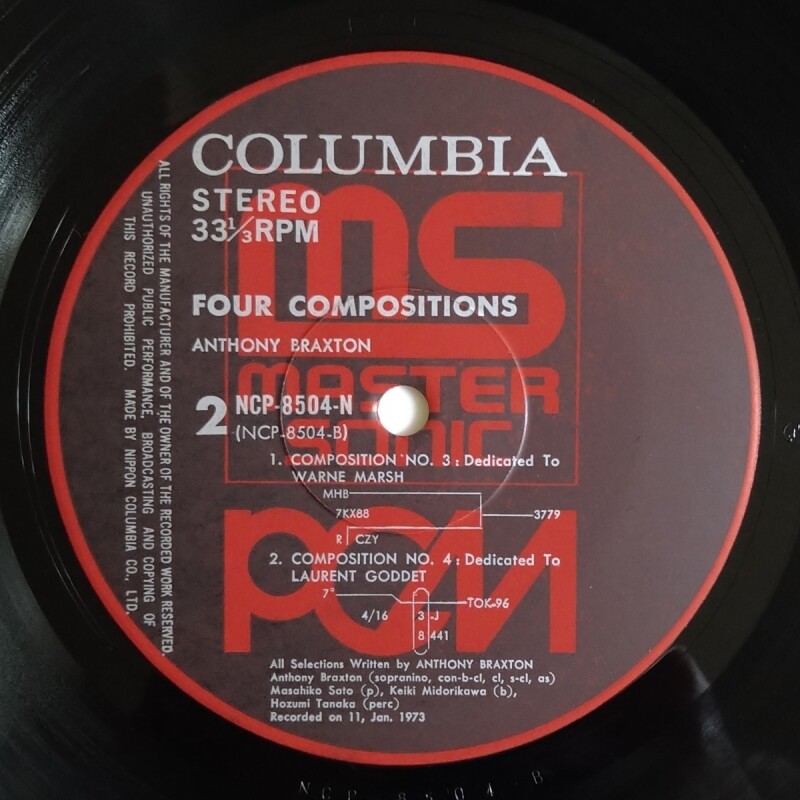 COLUMBIA
STEREO
33⅓RPM
MS
MASTER
SONIC
PCM
FOUR COMPOSITIONS
ANTHONY BRAXTON
2 NCP-8504-N
(NCP-8504-B)
1. COMPOSITION NO. 3 : Dedicated To
WARNE MARSH
MHB
7KX88
3779
R CZY
2. COMPOSITION NO. 4 : Dedicated To
LAURENT GODDET
7°
TOK-96
4/16 3 -J
8 441
All Selections Written by ANTHONY BRAXTON
Anthony Braxton (sopranino, con-b-cl, cl, s-cl, as)
Masahiko Sato (p), Keiki Midorikawa (b),
Hozumi Tanaka (perc)
Recorded on 11, Jan. 1973
ALL RIGHTS OF THE MANUFACTURER AND OF THE OWNER OF THE RECORDED WORK RESERVED.
UNAUTHORIZED PUBLIC PERFORMANCE, BROADCASTING AND COPYING OF
THIS RECORD PROHIBITED. MADE BY NIPPON COLUMBIA CO., LTD.
NCP-8504-B